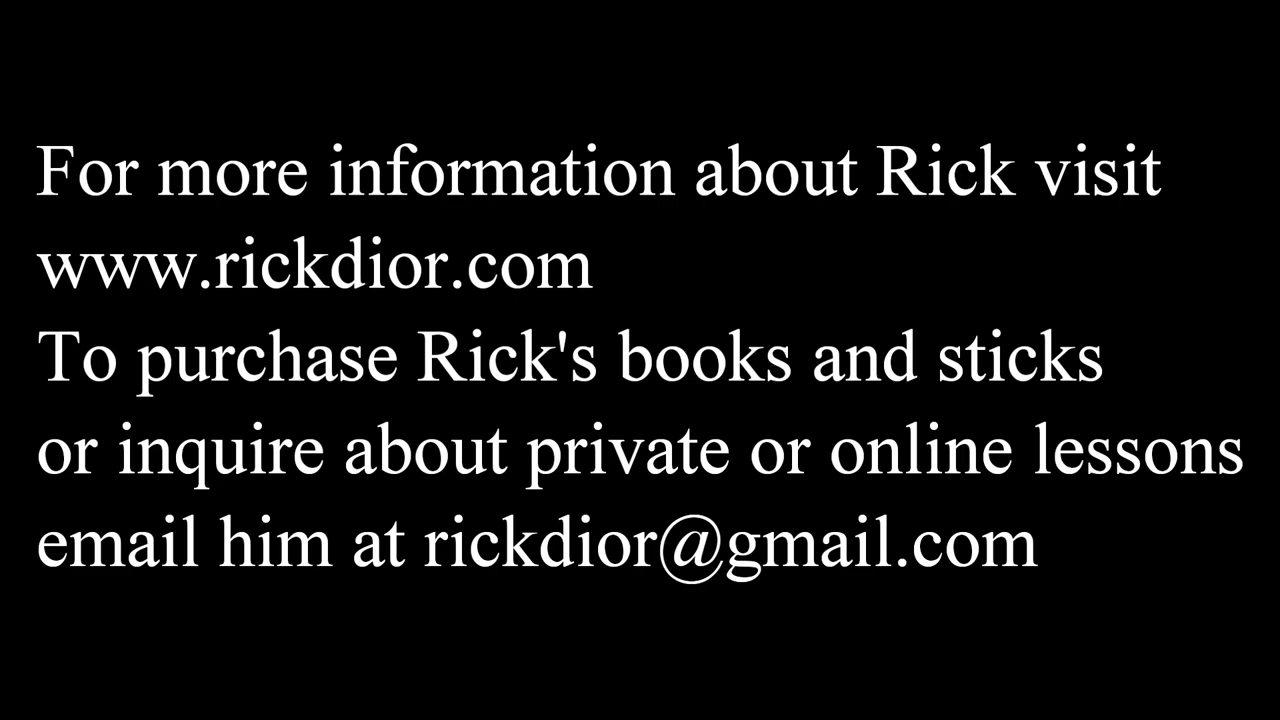 For more information about Rick visit
www.rickdior.com
To purchase Rick's books and sticks
or inquire about private or online lessons
email him at rickdior@gmail.com